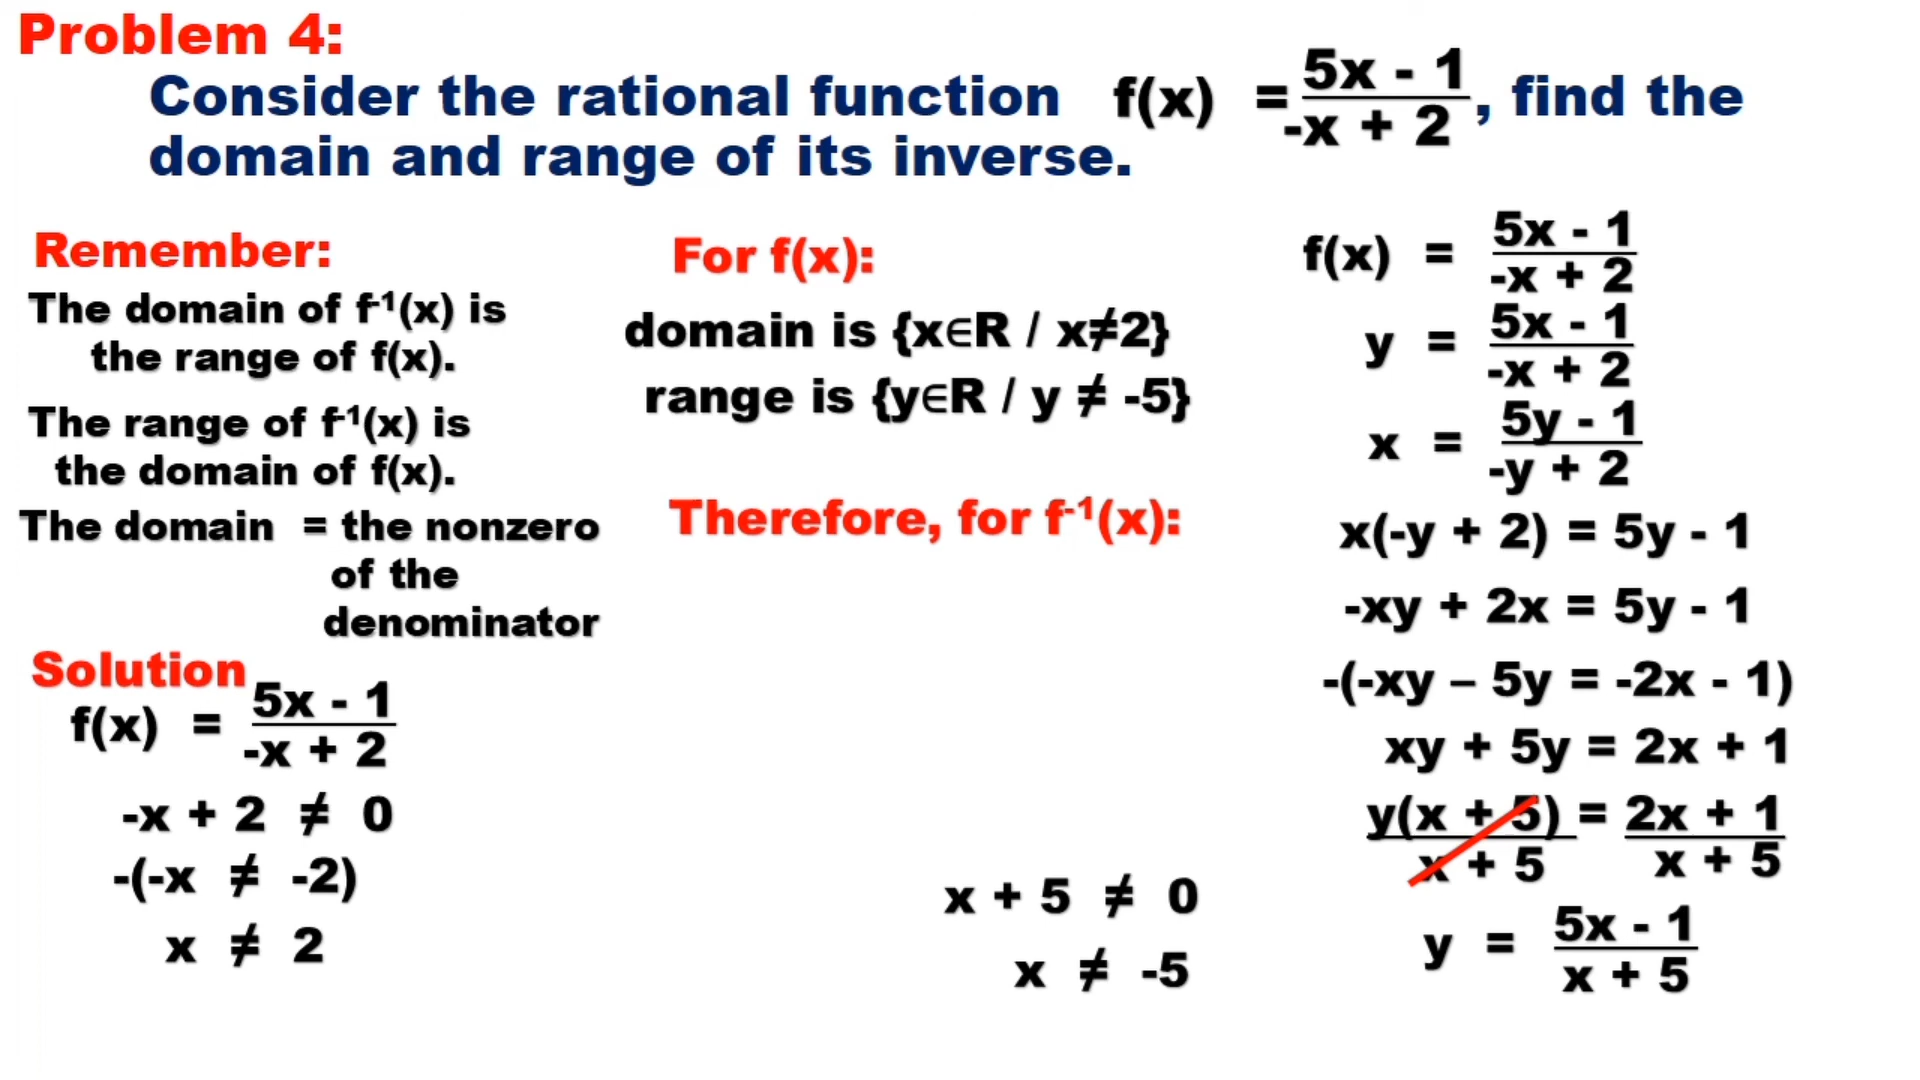 Problem 4:
Consider the rational function f(x) = 5x - 1 / -x + 2 , find the
domain and range of its inverse.
Remember:
The domain of f-1(x) is
the range of f(x).
The range of f-1(x) is
the domain of f(x).
The domain = the nonzero
of the
denominator
Solution
f(x) = 5x - 1 / -x + 2
-x + 2 ≠ 0
-(-x ≠ -2)
x ≠ 2
For f(x):
domain is {x∈R / x≠2}
range is {y∈R / y ≠ -5}
Therefore, for f-1(x):
x + 5 ≠ 0
x ≠ -5
f(x) = 5x - 1 / -x + 2
y = 5x - 1 / -x + 2
x = 5y - 1 / -y + 2
x(-y + 2) = 5y - 1
-xy + 2x = 5y - 1
-(-xy – 5y = -2x - 1)
xy + 5y = 2x + 1
y(x + 5) / x + 5 = 2x + 1 / x + 5
y = 5x - 1 / x + 5